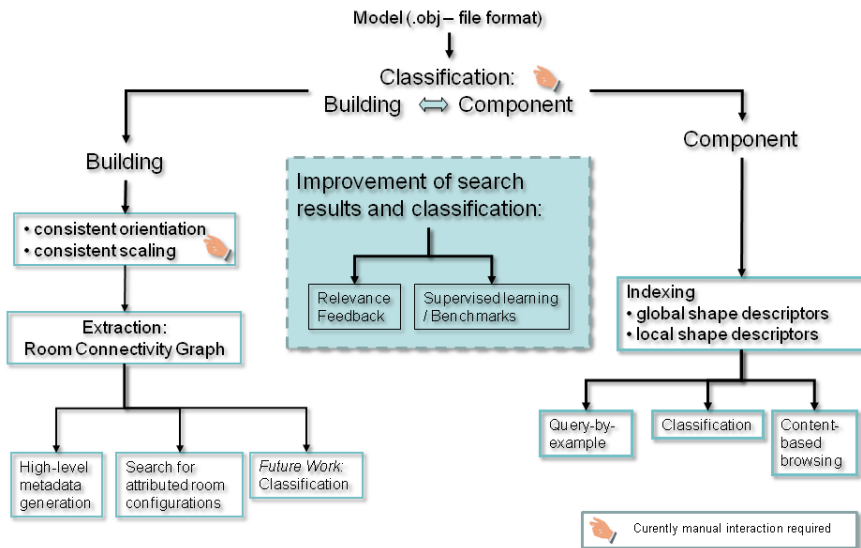 Model (.obj – file format)
Classification:
Building
Component
Building
Component
• consistent orientiation
• consistent scaling
Improvement of search
results and classification:
Relevance
Feedback
Supervised learning
/ Benchmarks
Extraction:
Room Connectivity Graph
Indexing
• global shape descriptors
• local shape descriptors
High-level
metadata
generation
Search for
attributed room
configurations
Future Work:
Classification
Query-by-
example
Classification
Content-
based
browsing
Curently manual interaction required